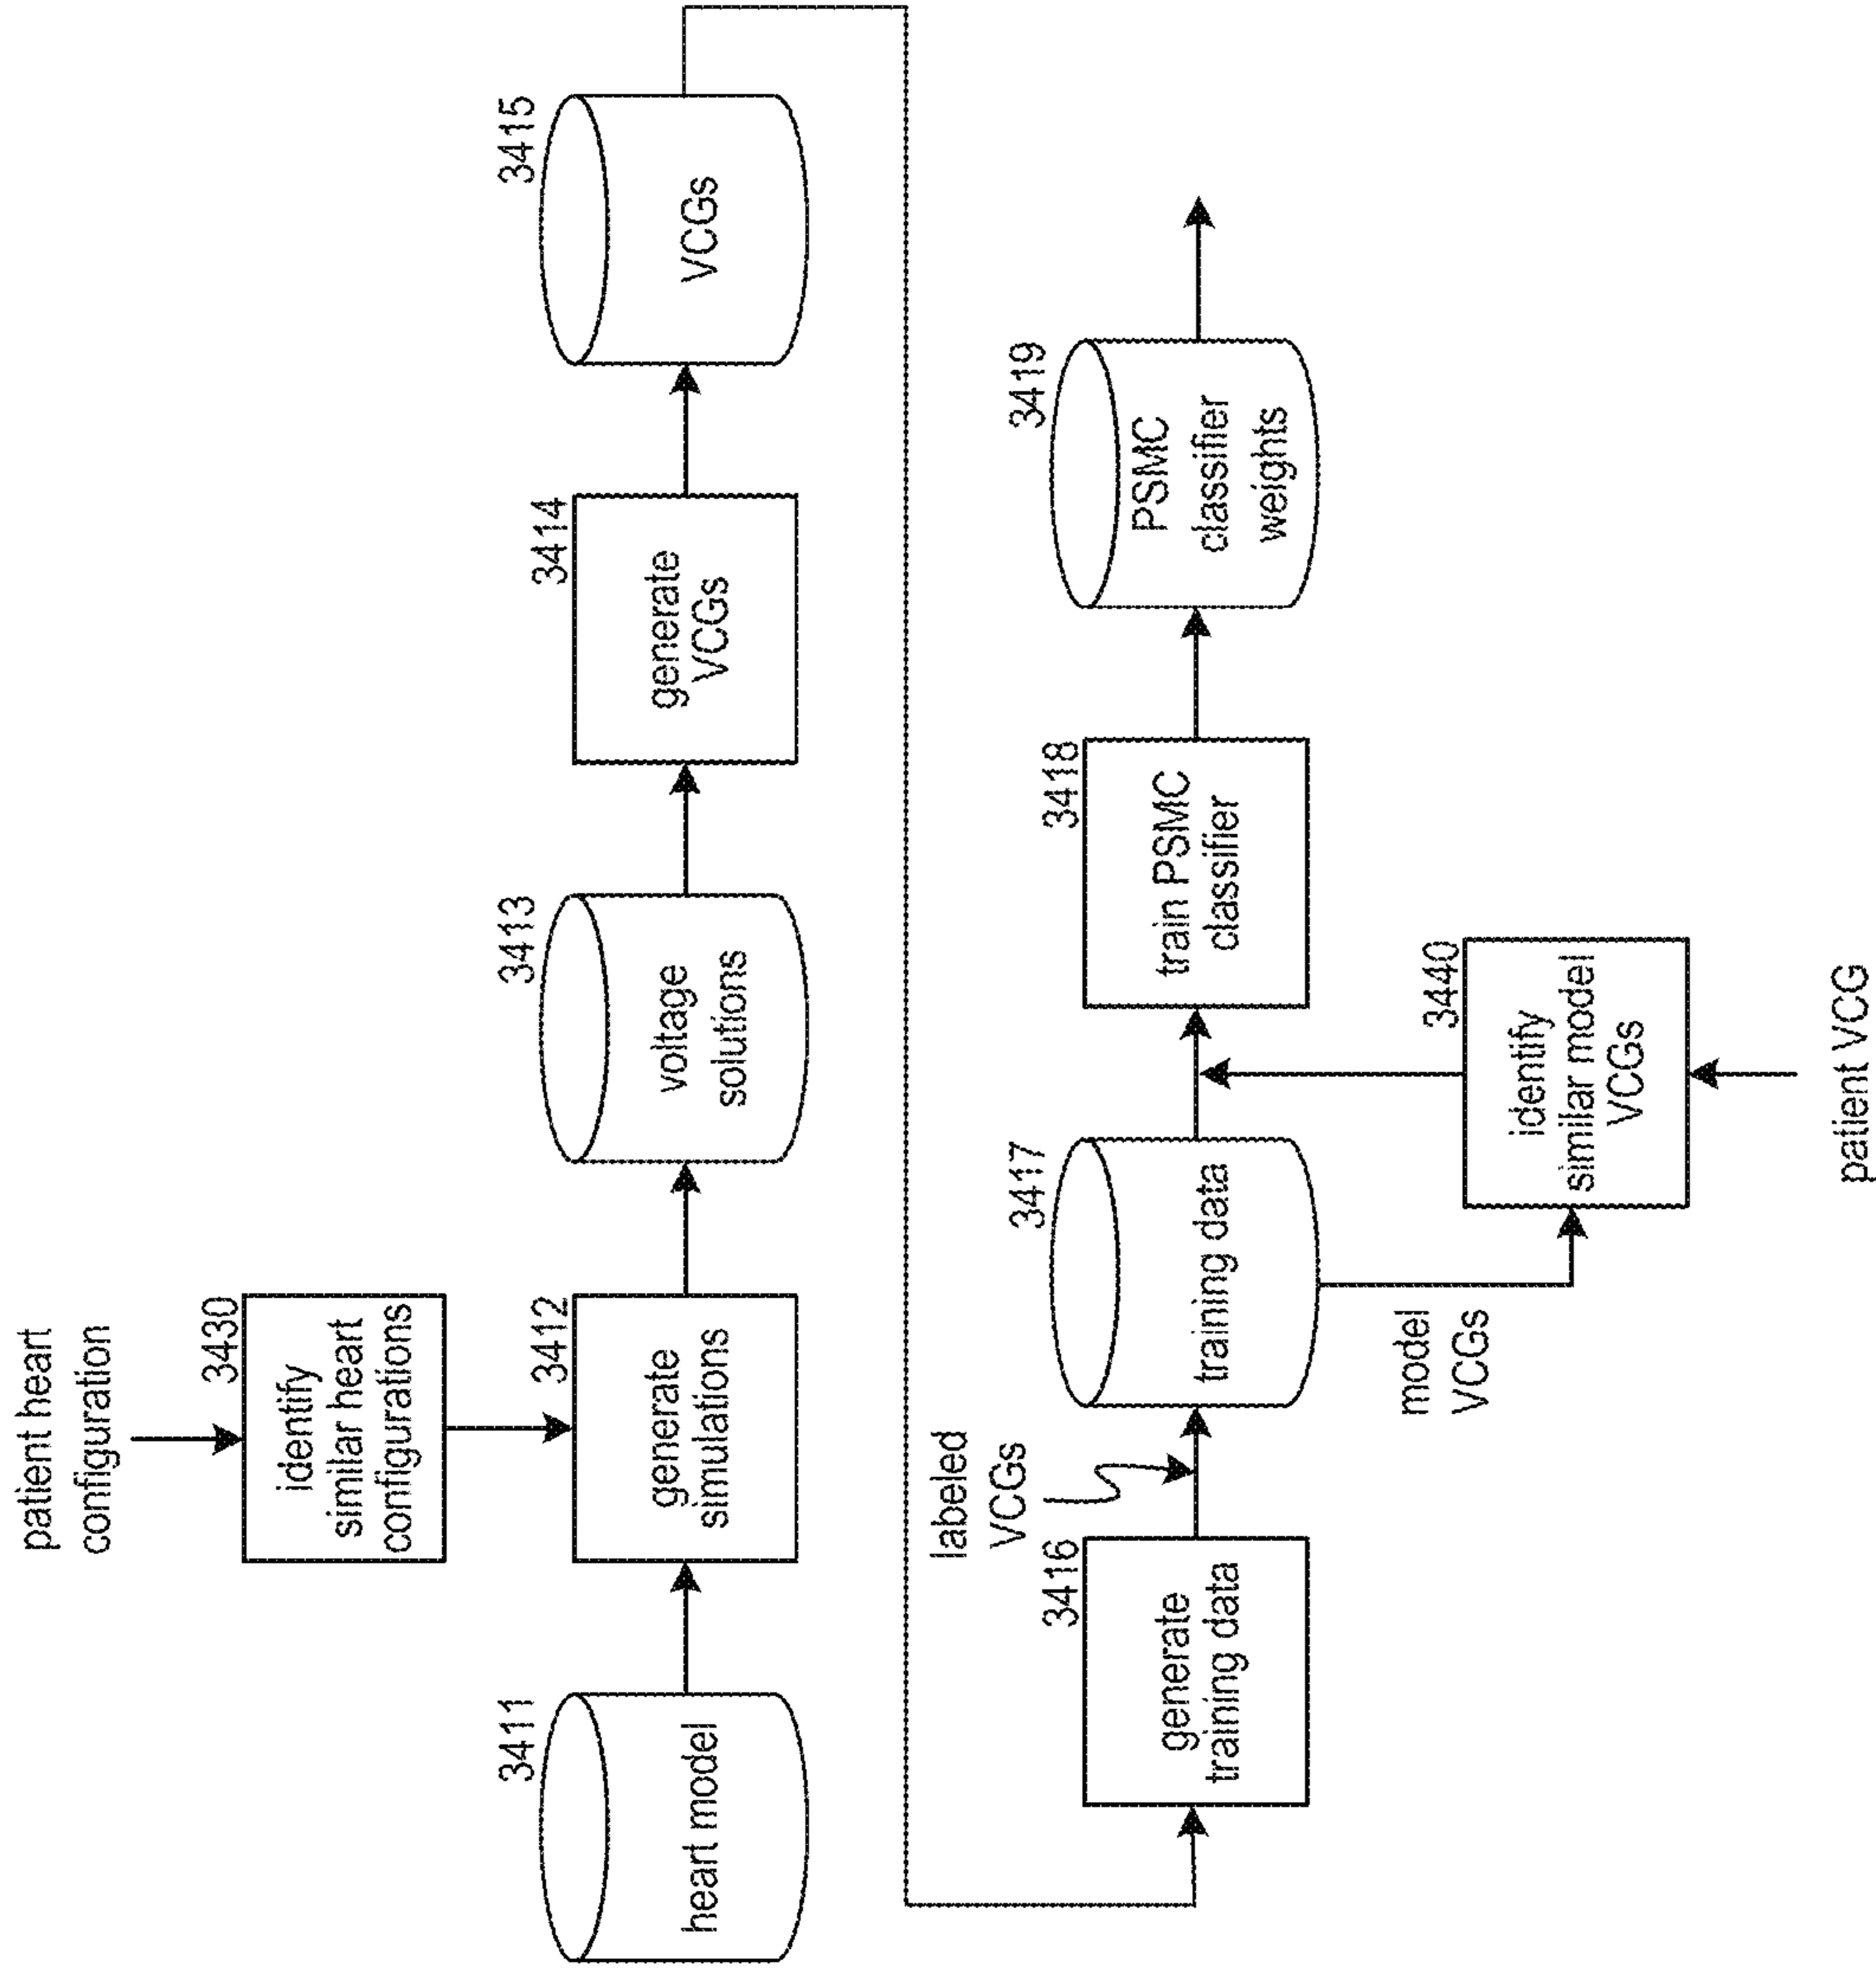 patient heart
configuration
3430
identify
similar heart
configurations
3411
heart model
3412
generate
simulations
3413
voltage
solutions
3414
generate
VCGs
3415
VCGs
3416
generate
training data
labeled
VCGs
3417
training data
model
VCGs
3440
identify
similar model
VCGs
patient VCG
3418
train PSMC
classifier
3419
PSMC
classifier
weights